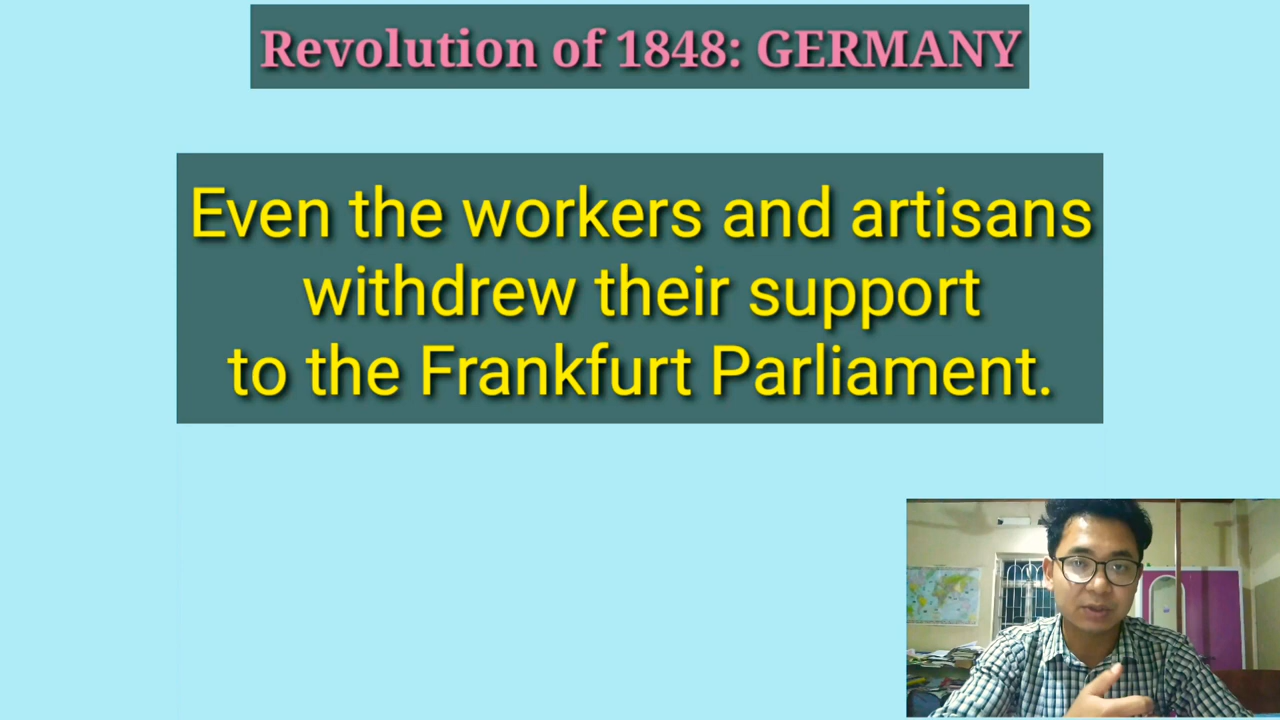 Revolution of 1848: GERMANY
Even the workers and artisans
withdrew their support
to the Frankfurt Parliament.